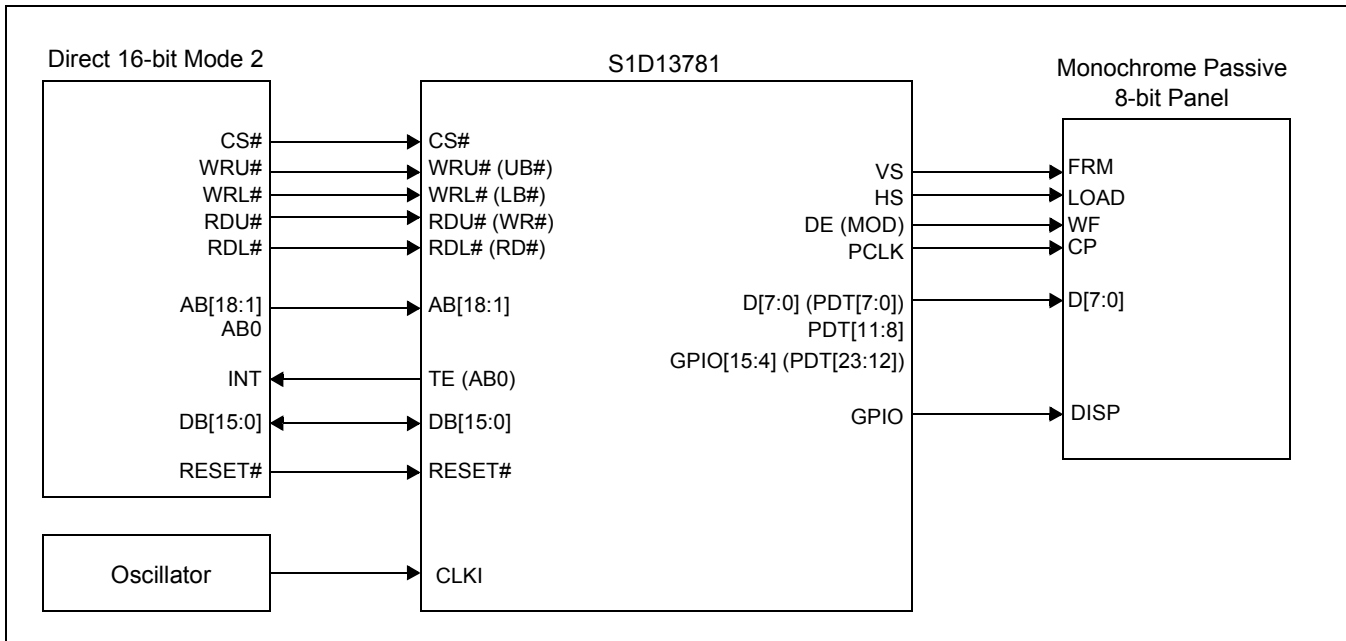 Direct 16-bit Mode 2
CS#
WRU#
WRL#
RDU#
RDL#
AB[18:1]
AB0
INT
DB[15:0]
RESET#
Oscillator
S1D13781
CS#
WRU# (UB#)
WRL# (LB#)
RDU# (WR#)
RDL# (RD#)
AB[18:1]
TE (AB0)
DB[15:0]
RESET#
CLKI
VS
HS
DE (MOD)
PCLK
D[7:0] (PDT[7:0])
PDT[11:8]
GPIO[15:4] (PDT[23:12])
GPIO
Monochrome Passive
8-bit Panel
FRM
LOAD
WF
CP
D[7:0]
DISP